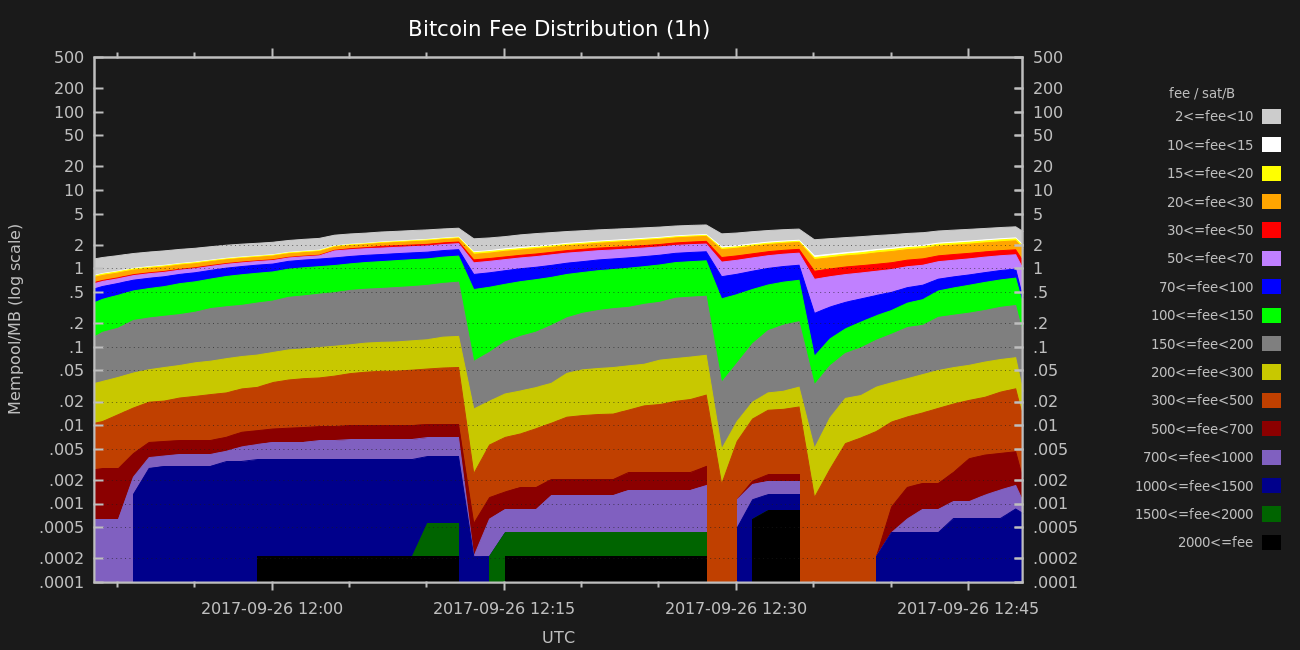 Bitcoin Fee Distribution (1h)
500 500
200 200
100 100
50 50
20 20
10 10
5 5
2 2
1 1
.5 .5
.2 .2
.1 .1
.05 .05
.02 .02
.01 .01
.005 .005
.002 .002
.001 .001
.0005 .0005
.0002 .0002
.0001 .0001
Mempool/MB (log scale)
2017-09-26 12:00 2017-09-26 12:15 2017-09-26 12:30 2017-09-26 12:45
UTC
fee / sat/B
2<=fee<10
10<=fee<15
15<=fee<20
20<=fee<30
30<=fee<50
50<=fee<70
70<=fee<100
100<=fee<150
150<=fee<200
200<=fee<300
300<=fee<500
500<=fee<700
700<=fee<1000
1000<=fee<1500
1500<=fee<2000
2000<=fee